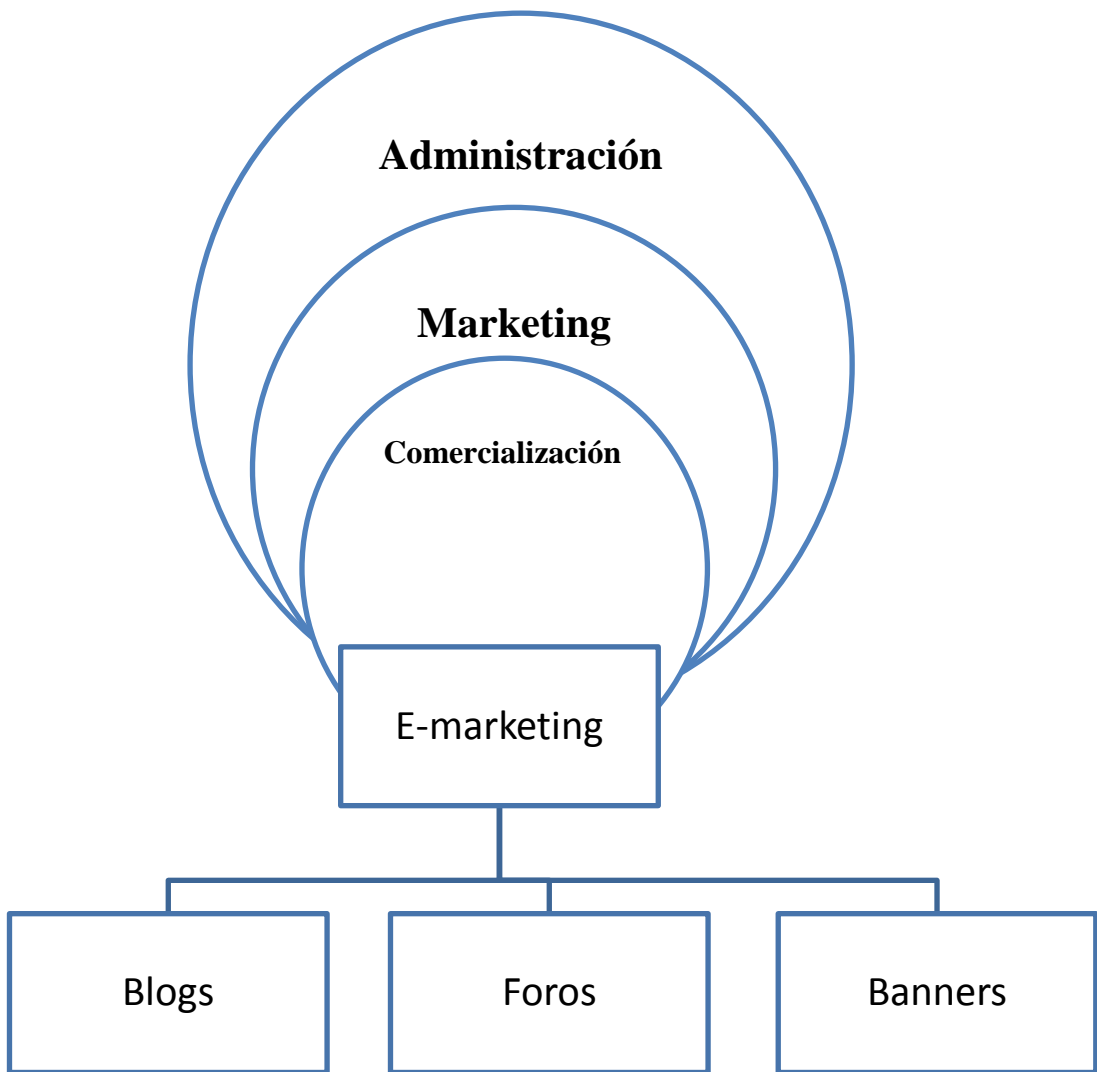 Administración
Marketing
Comercialización
E-marketing
Blogs
Foros
Banners